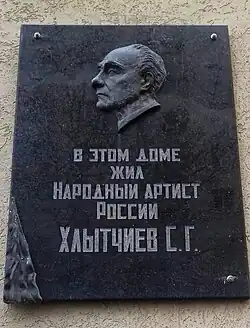 В ЭТОМ ДОМЕ
ЖИЛ
НАРОДНЫЙ АРТИСТ
РОССИИ
ХЛЫТЧИЕВ С.Г.